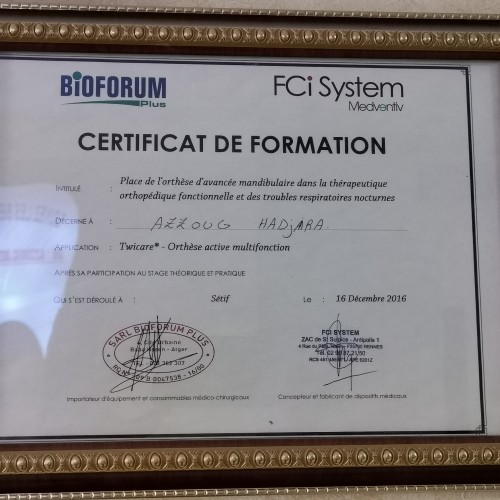 BiOFORUM
Plus
FCi System
Medventiv
CERTIFICAT DE FORMATION
INTITULÉ : Place de l'orthèse d'avancée mandibulaire dans la thérapeutique
orthopédique fonctionnelle et des troubles respiratoires nocturnes
DÉCERNÉ À : AZZOUG HADjARA
APPLICATION : Twicare® - Orthèse active multifonction
APRÈS SA PARTICIPATION AU STAGE THÉORIQUE ET PRATIQUE
QUI S'EST DÉROULÉ À : Sétif LE : 16 Décembre 2016
SARL BIOFORUM PLUS
Alger
FCI SYSTEM
ZAC de St Sulpice - Antipolis 1
RENNES
Importateur d'équipement et consommables médico-chirurgicaux
Concepteur et fabricant de dispositifs médicaux